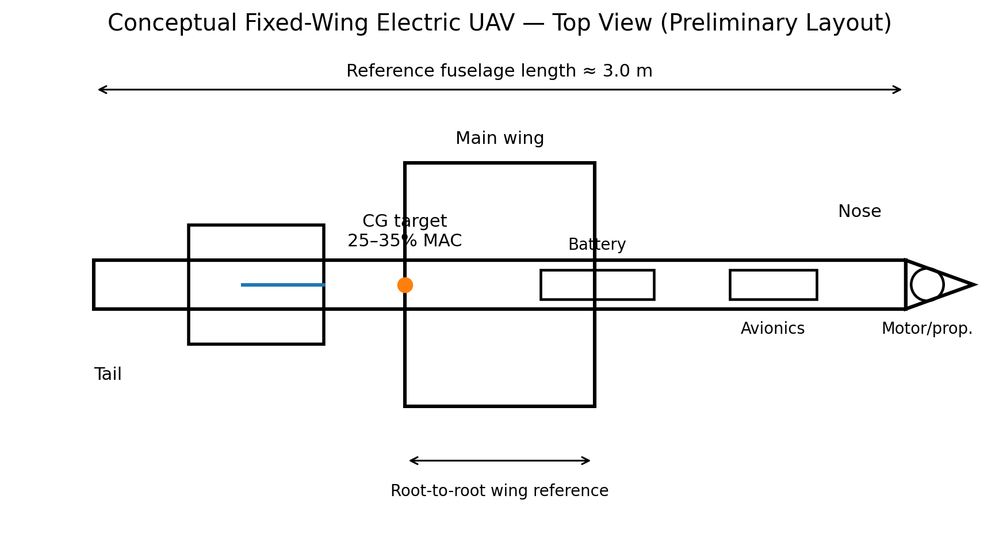 Conceptual Fixed-Wing Electric UAV — Top View (Preliminary Layout)
Reference fuselage length ≈ 3.0 m
Main wing
Nose
CG target
25–35% MAC
Battery
Avionics
Motor/prop.
Tail
Root-to-root wing reference